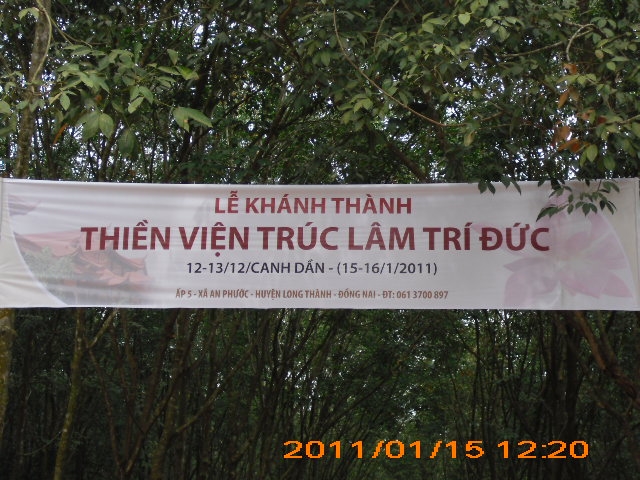 LỄ KHÁNH THÀNH
THIỀN VIỆN TRÚC LÂM TRÍ ĐỨC
12-13/12/CANH DẦN - (15-16/1/2011)
ẤP 5 - XÃ AN PHƯỚC - HUYỆN LONG THÀNH - ĐỒNG NAI - ĐT: 061 3700 897
2011/01/15 12:20